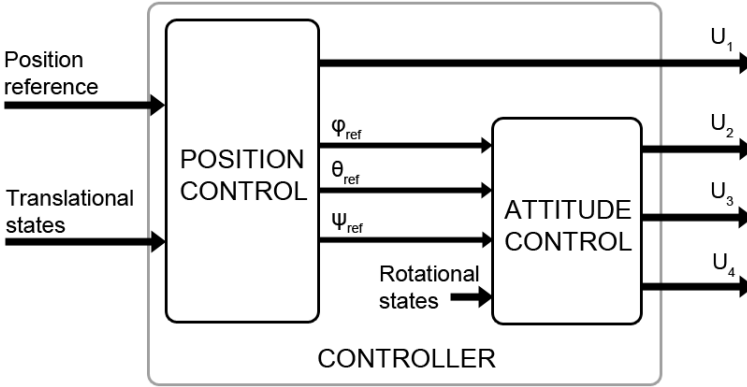 Position
reference
Translational
states
POSITION
CONTROL
φref
θref
ψref
Rotational
states
ATTITUDE
CONTROL
U1
U2
U3
U4
CONTROLLER